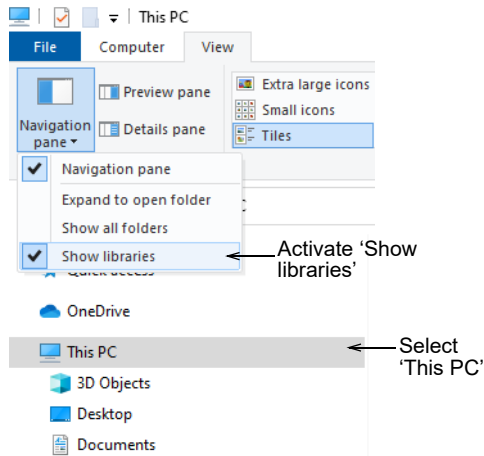 This PC
File Computer View
Navigation pane
Preview pane
Details pane
Extra large icons
Small icons
Tiles
Navigation pane
Expand to open folder
Show all folders
Show libraries
Activate ‘Show
libraries’
Quick access
OneDrive
This PC
Select
‘This PC’
3D Objects
Desktop
Documents